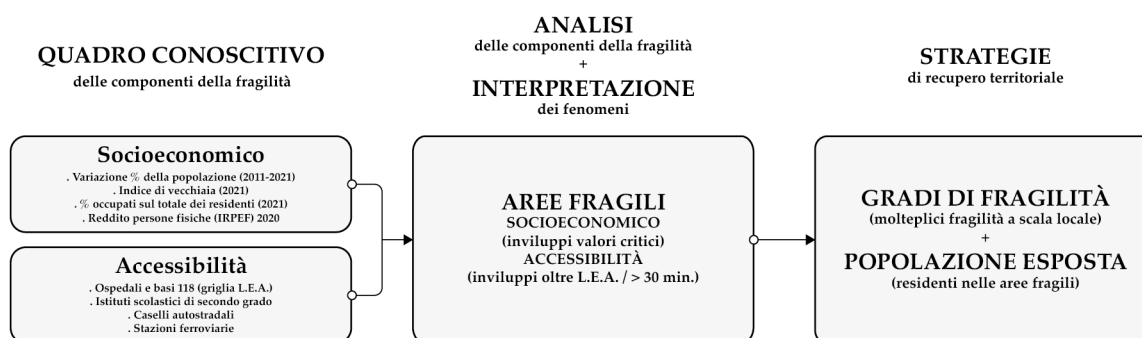 QUADRO CONOSCITIVO
delle componenti della fragilità
ANALISI
delle componenti della fragilità
+
INTERPRETAZIONE
dei fenomeni
STRATEGIE
di recupero territoriale
Socioeconomico
. Variazione % della popolazione (2011-2021)
. Indice di vecchiaia (2021)
. % occupati sul totale dei residenti (2021)
. Reddito persone fisiche (IRPEF) 2020
Accessibilità
. Ospedali e basi 118 (griglia L.E.A.)
. Istituti scolastici di secondo grado
. Caselli autostradali
. Stazioni ferroviarie
AREE FRAGILI
SOCIOECONOMICO
(inviluppi valori critici)
ACCESSIBILITÀ
(inviluppi oltre L.E.A. / > 30 min.)
GRADI DI FRAGILITÀ
(molteplici fragilità a scala locale)
+
POPOLAZIONE ESPOSTA
(residenti nelle aree fragili)